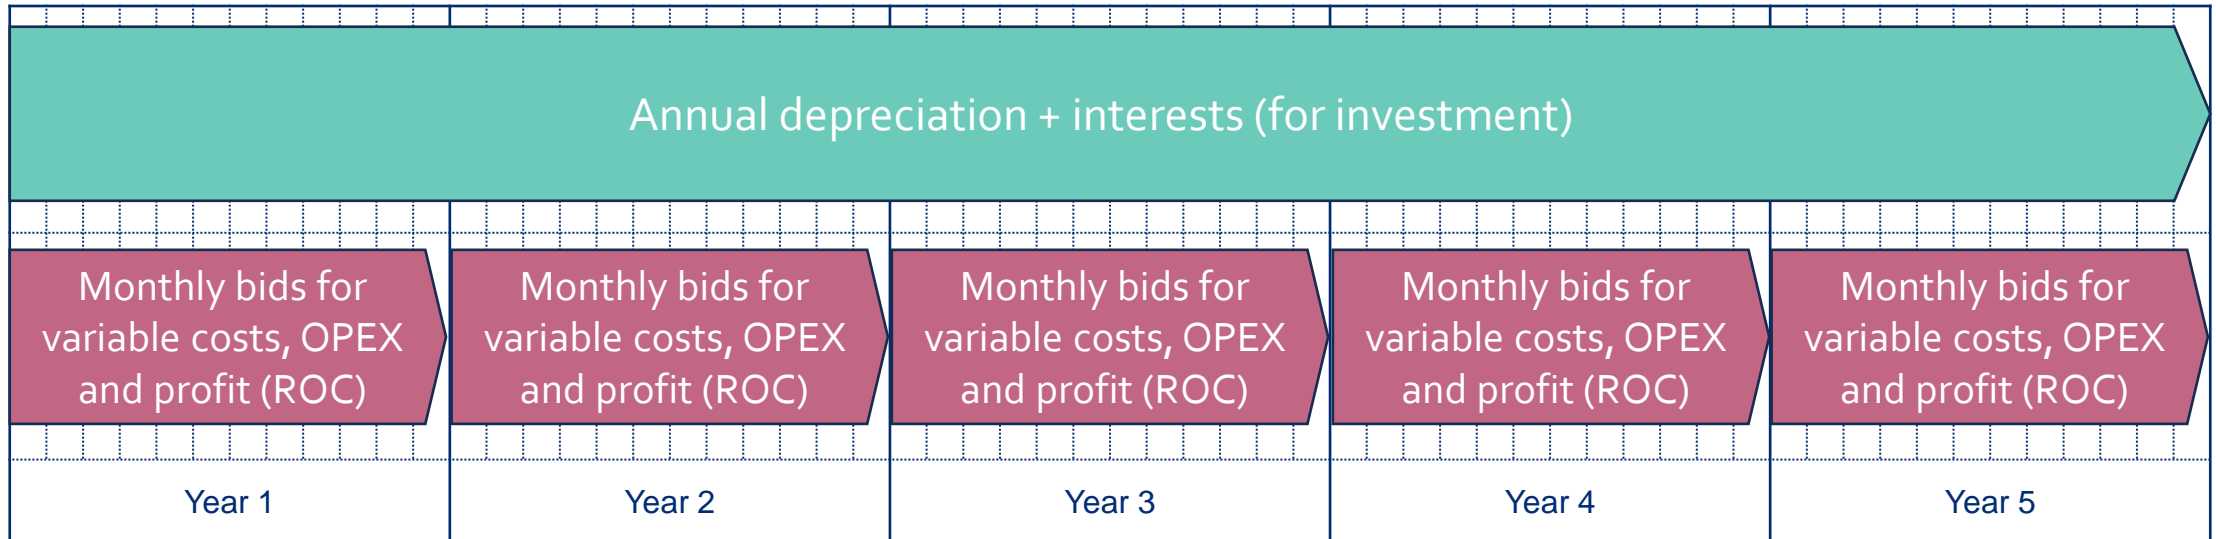 Annual depreciation + interests (for investment)
Monthly bids for
variable costs, OPEX
and profit (ROC)
Monthly bids for
variable costs, OPEX
and profit (ROC)
Monthly bids for
variable costs, OPEX
and profit (ROC)
Monthly bids for
variable costs, OPEX
and profit (ROC)
Monthly bids for
variable costs, OPEX
and profit (ROC)
Year 1
Year 2
Year 3
Year 4
Year 5